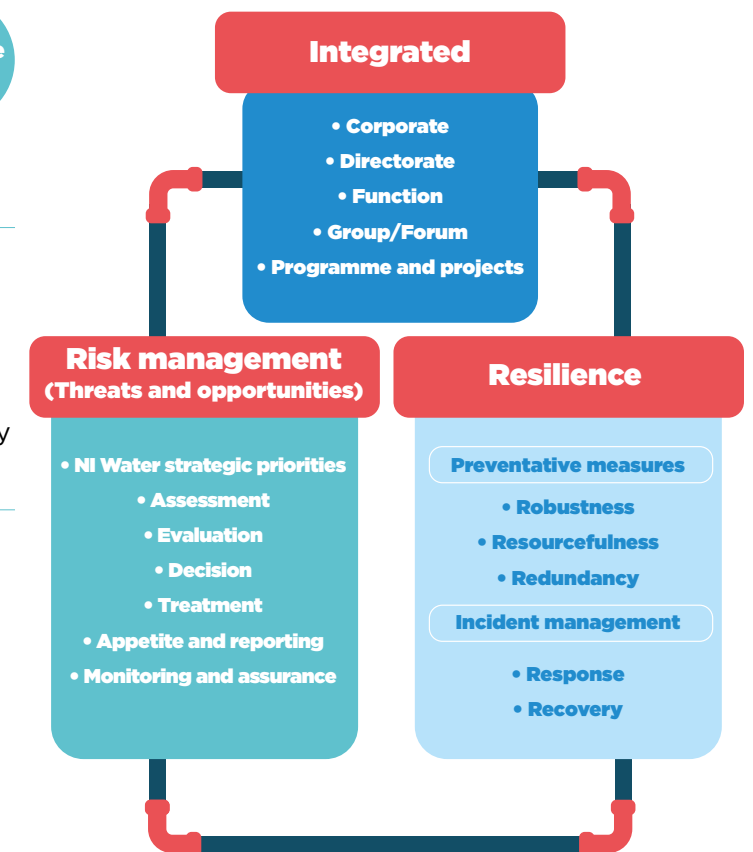 e
Integrated
• Corporate
• Directorate
• Function
• Group/Forum
• Programme and projects
Risk management
(Threats and opportunities)
y
• NI Water strategic priorities
• Assessment
• Evaluation
• Decision
• Treatment
• Appetite and reporting
• Monitoring and assurance
Resilience
Preventative measures
• Robustness
• Resourcefulness
• Redundancy
Incident management
• Response
• Recovery